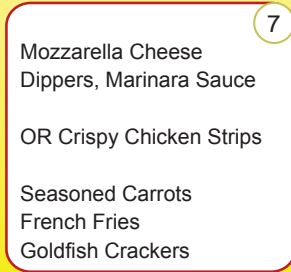 7
Mozzarella Cheese
Dippers, Marinara Sauce
OR Crispy Chicken Strips
Seasoned Carrots
French Fries
Goldfish Crackers